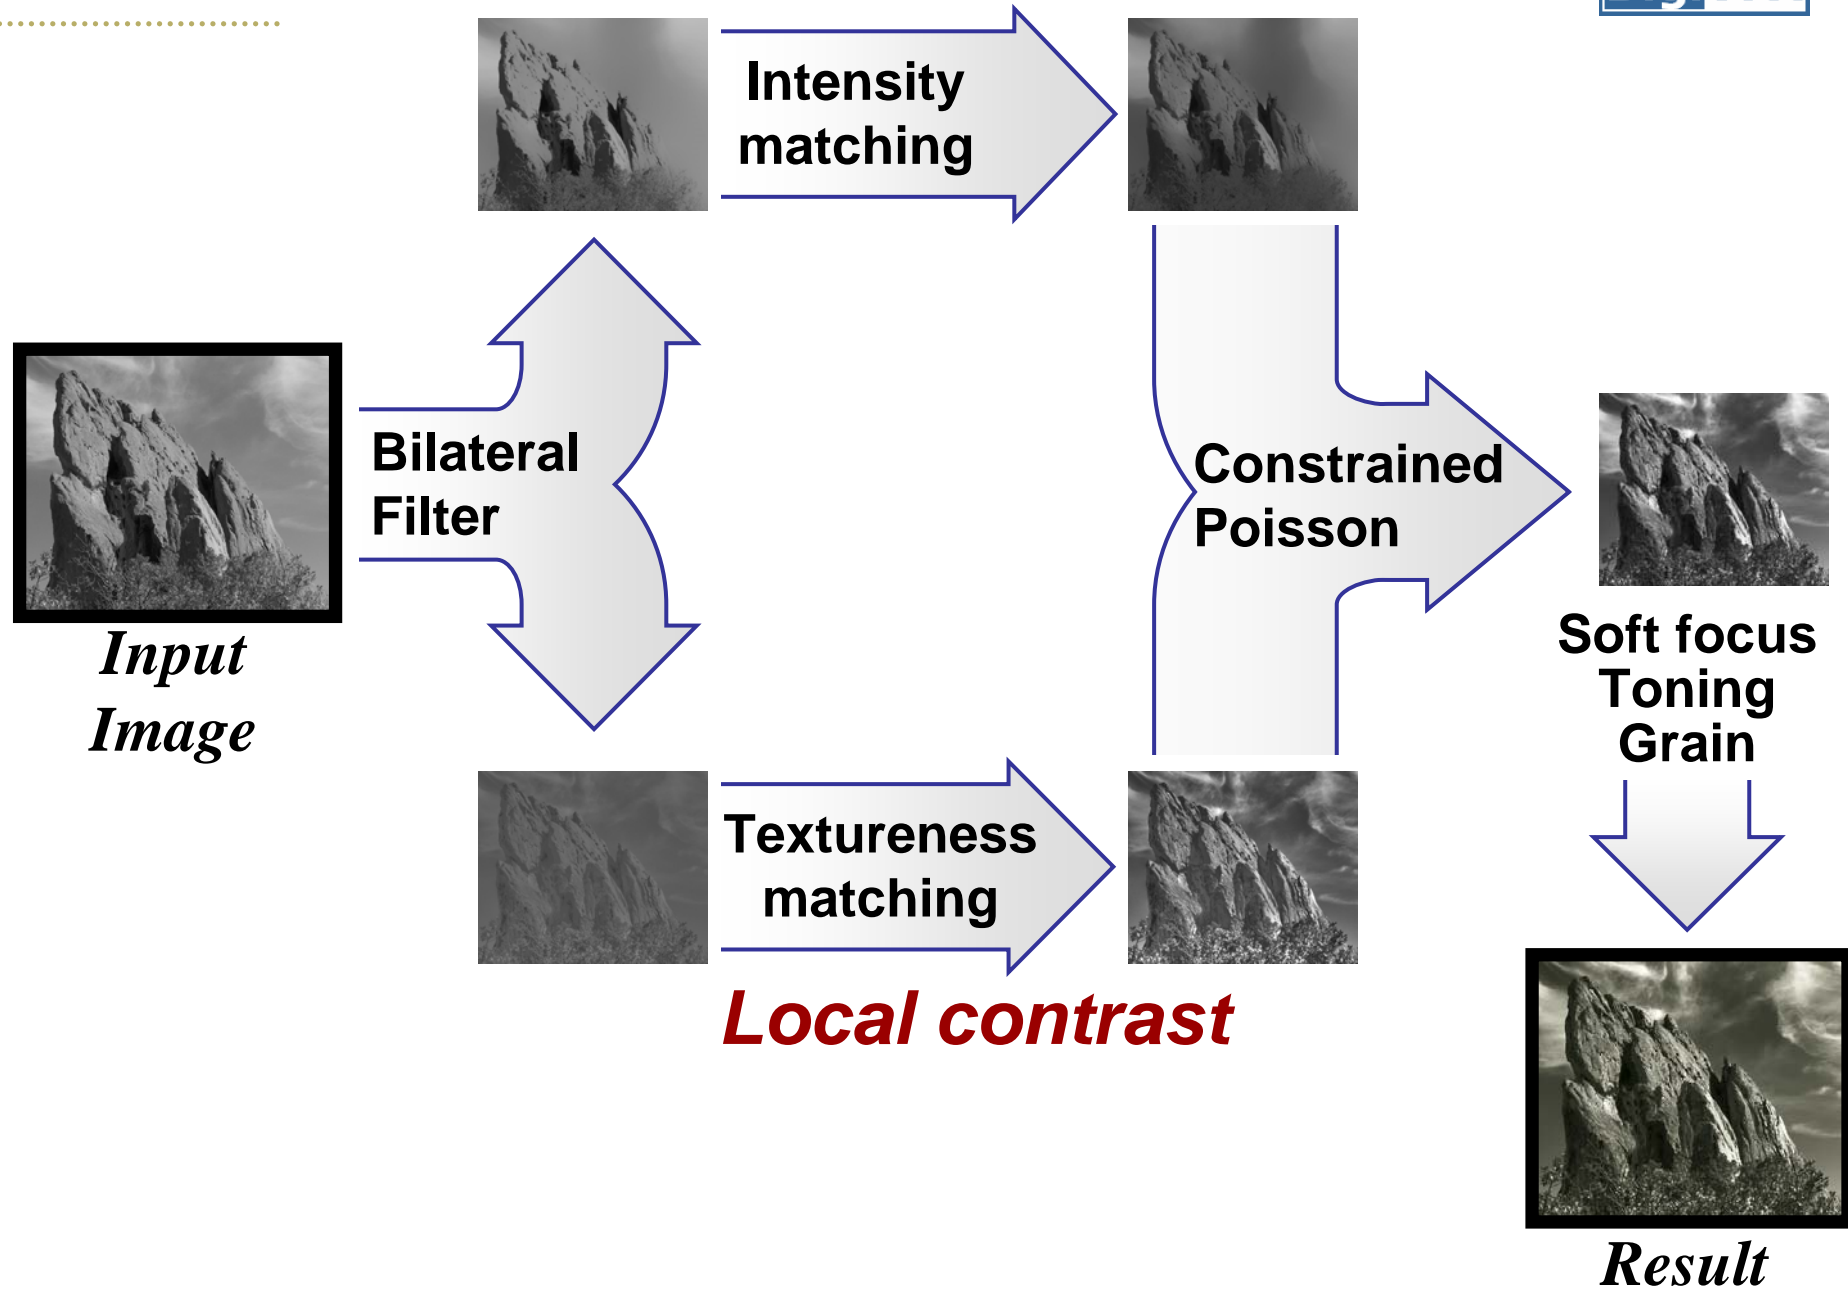 Intensity
matching
Bilateral
Filter
Constrained
Poisson
Input
Image
Soft focus
Toning
Grain
Textureness
matching
Local contrast
Result